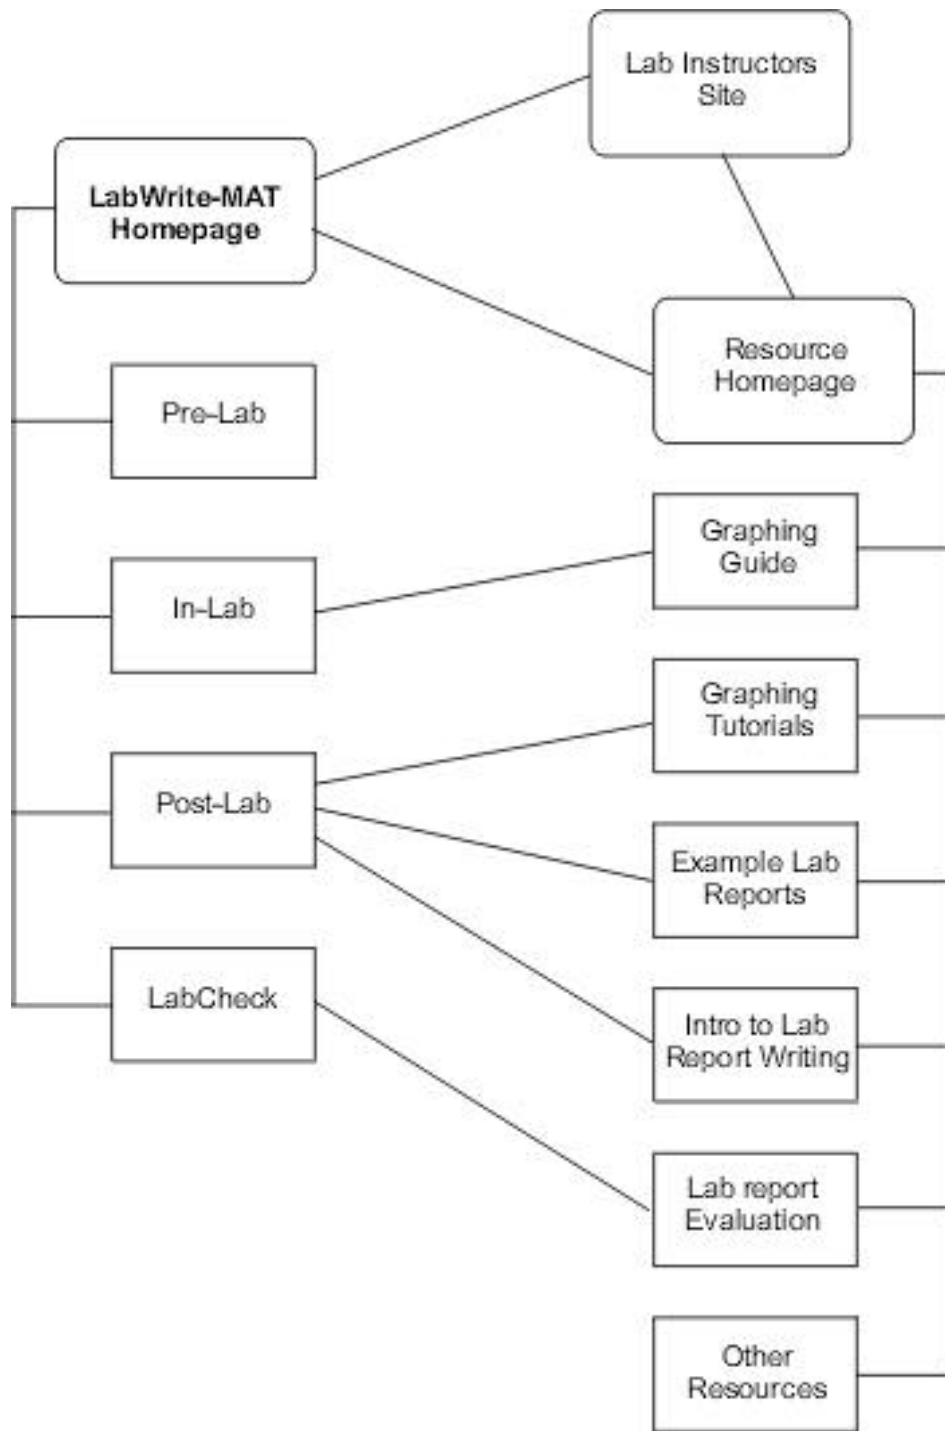 Lab Instructors
Site
LabWrite-MAT
Homepage
Resource
Homepage
Pre-Lab
Graphing
Guide
In-Lab
Graphing
Tutorials
Post-Lab
Example Lab
Reports
LabCheck
Intro to Lab
Report Writing
Lab report
Evaluation
Other
Resources